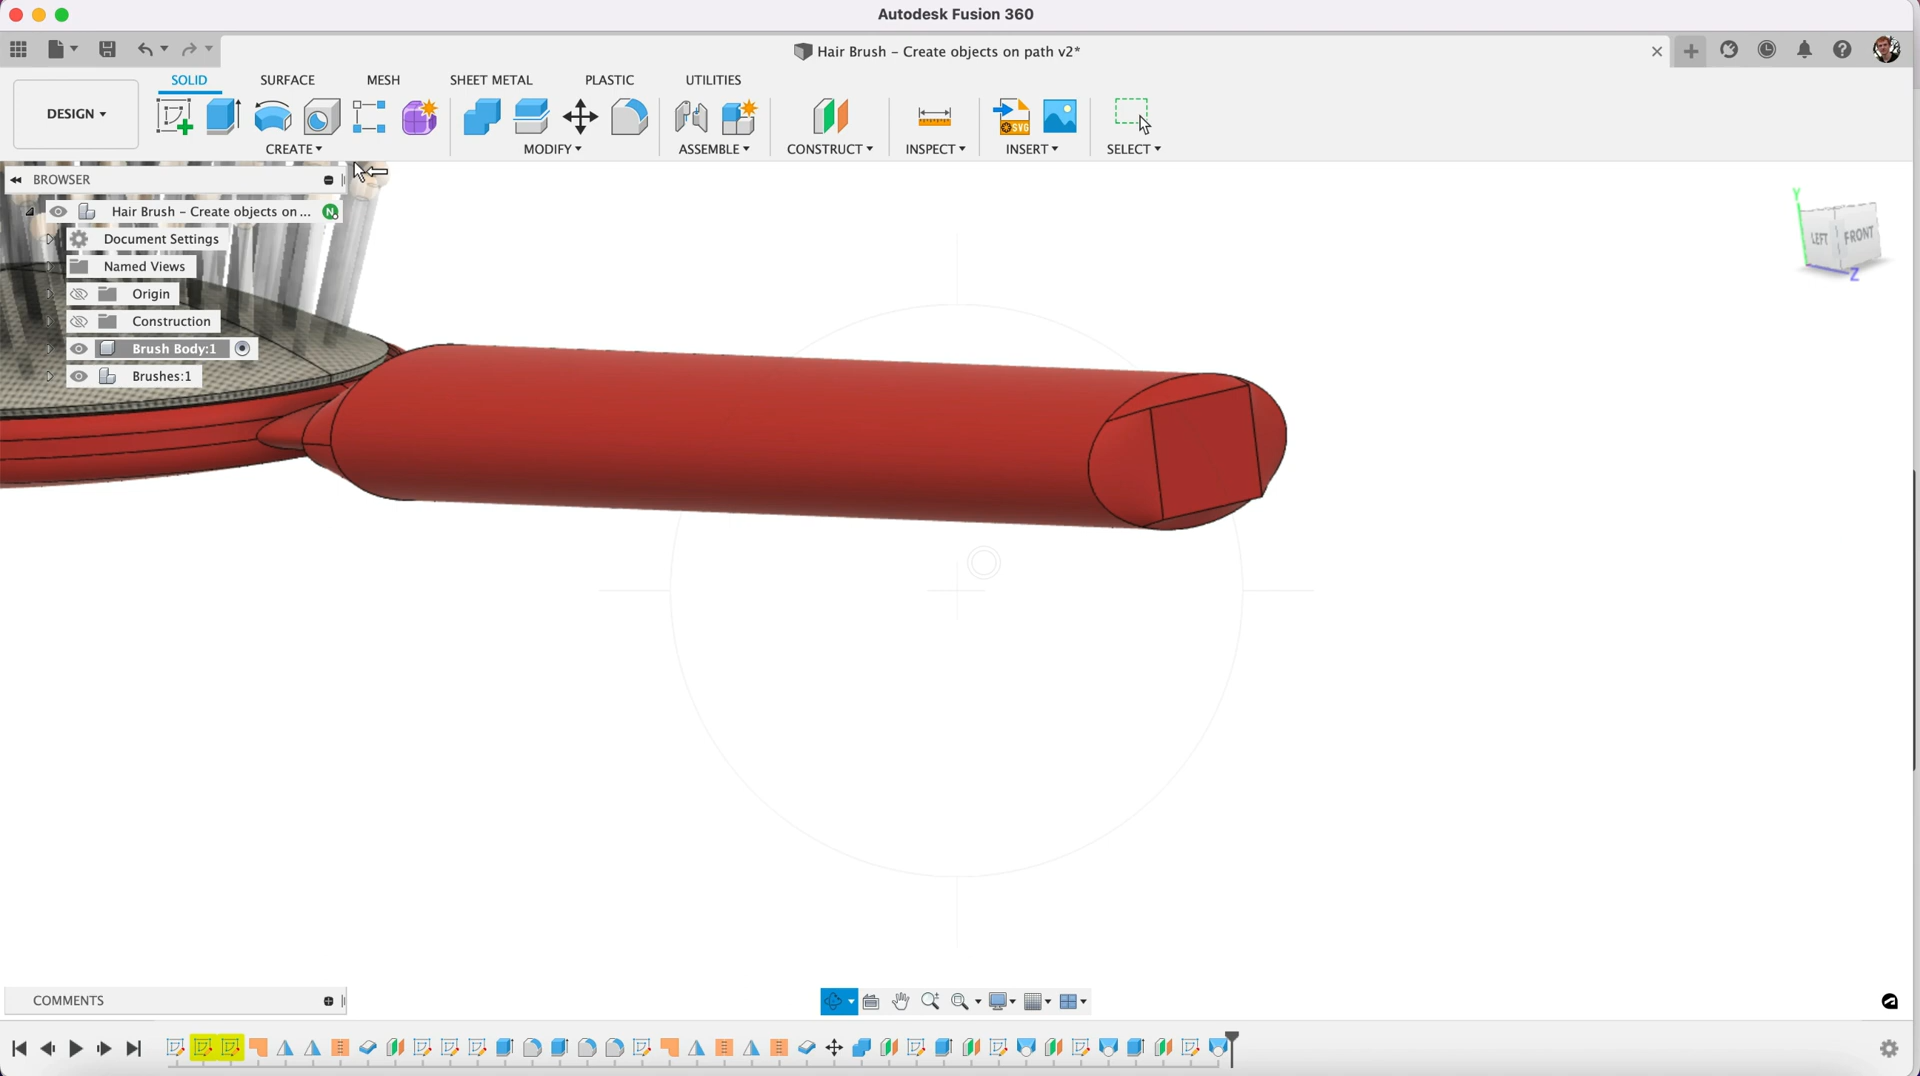 Autodesk Fusion 360
Hair Brush – Create objects on path v2*
SOLID SURFACE MESH SHEET METAL PLASTIC UTILITIES
DESIGN
CREATE MODIFY ASSEMBLE CONSTRUCT INSPECT INSERT SELECT
SVG
BROWSER
Hair Brush – Create objects on ... N
Document Settings
Named Views
Origin
Construction
Brush Body:1
Brushes:1
Y
LEFT FRONT
Z
COMMENTS